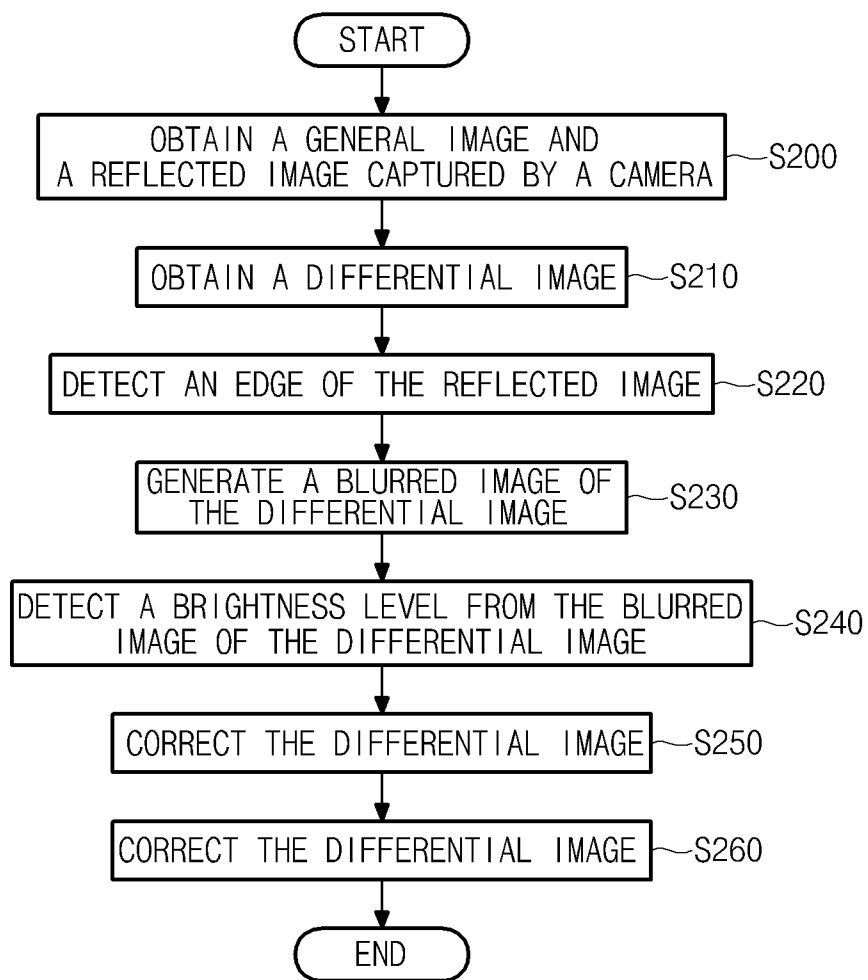 START
OBTAIN A GENERAL IMAGE AND
A REFLECTED IMAGE CAPTURED BY A CAMERA
S200
OBTAIN A DIFFERENTIAL IMAGE
S210
DETECT AN EDGE OF THE REFLECTED IMAGE
S220
GENERATE A BLURRED IMAGE OF
THE DIFFERENTIAL IMAGE
S230
DETECT A BRIGHTNESS LEVEL FROM THE BLURRED
IMAGE OF THE DIFFERENTIAL IMAGE
S240
CORRECT THE DIFFERENTIAL IMAGE
S250
CORRECT THE DIFFERENTIAL IMAGE
S260
END